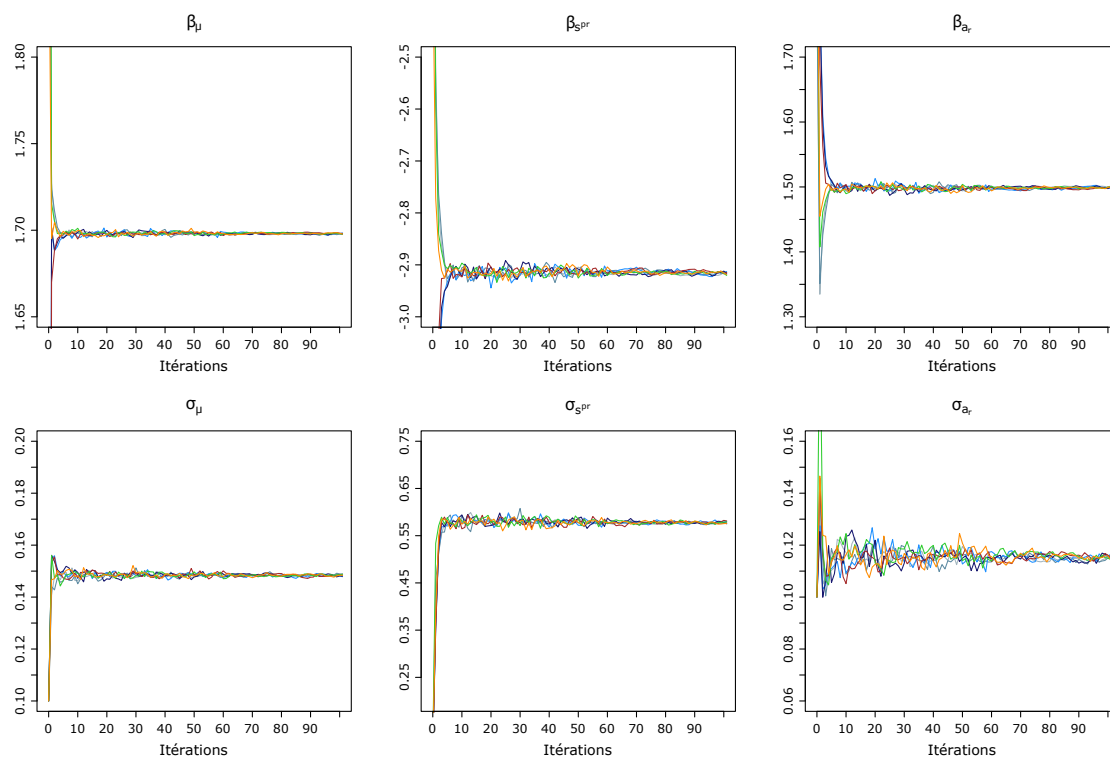 β_μ
1.80
1.75
1.70
1.65
0 10 20 30 40 50 60 70 80 90
Itérations
β_{s^{pr}}
-2.5
-2.6
-2.7
-2.8
-2.9
-3.0
0 10 20 30 40 50 60 70 80 90
Itérations
β_{a_r}
1.70
1.60
1.50
1.40
1.30
0 10 20 30 40 50 60 70 80 90
Itérations
σ_μ
0.20
0.18
0.16
0.14
0.12
0.10
0 10 20 30 40 50 60 70 80 90
Itérations
σ_{s^{pr}}
0.75
0.65
0.55
0.45
0.35
0.25
0 10 20 30 40 50 60 70 80 90
Itérations
σ_{a_r}
0.16
0.14
0.12
0.10
0.08
0.06
0 10 20 30 40 50 60 70 80 90
Itérations